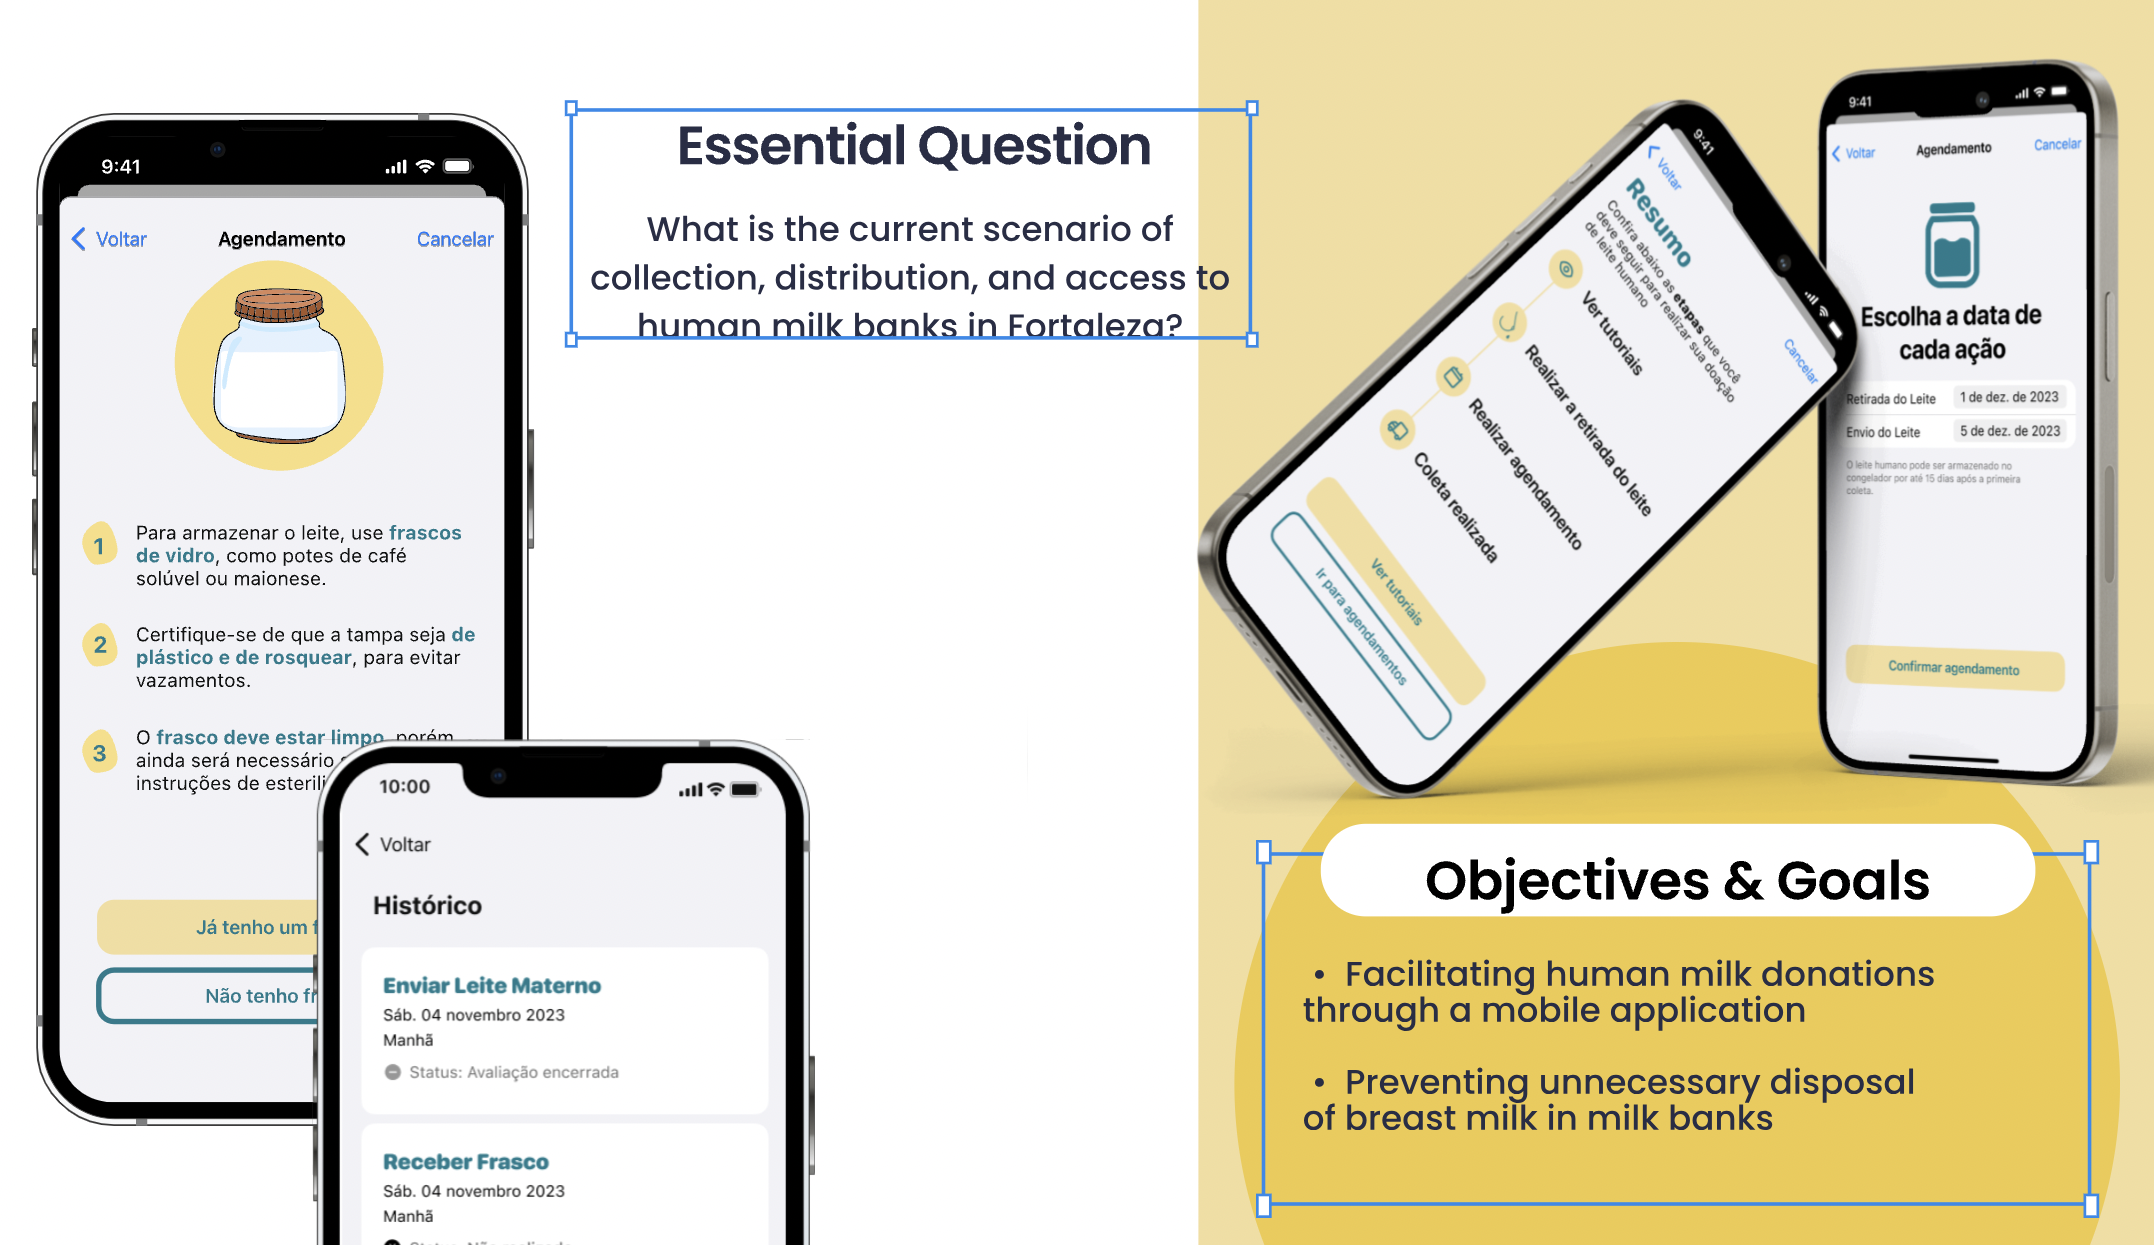 9:41
Voltar
Agendamento
Cancelar
1
Para armazenar o leite, use frascos
de vidro, como potes de café
solúvel ou maionese.
2
Certifique-se de que a tampa seja de
plástico e de rosquear, para evitar
vazamentos.
3
O frasco deve estar limpo, porém
ainda será necessário
instruções de esterili
Já tenho um f
Não tenho fr
10:00
Voltar
Histórico
Enviar Leite Materno
Sáb. 04 novembro 2023
Manhã
Status: Avaliação encerrada
Receber Frasco
Sáb. 04 novembro 2023
Manhã
Essential Question
What is the current scenario of
collection, distribution, and access to
human milk banks in Fortaleza?
9:41
Voltar
Cancelar
Resumo
Confira abaixo as etapas que você
deve seguir para realizar sua doação
de leite humano
Ver tutoriais
Realizar a retirada do leite
Realizar agendamento
Coleta realizada
Ver tutoriais
Ir para agendamentos
9:41
Voltar
Agendamento
Cancelar
Escolha a data de
cada ação
Retirada do Leite 1 de dez. de 2023
Envio do Leite 5 de dez. de 2023
O leite humano pode ser armazenado no
congelador por até 15 dias após a primeira
coleta.
Confirmar agendamento
Objectives & Goals
• Facilitating human milk donations
through a mobile application
• Preventing unnecessary disposal
of breast milk in milk banks